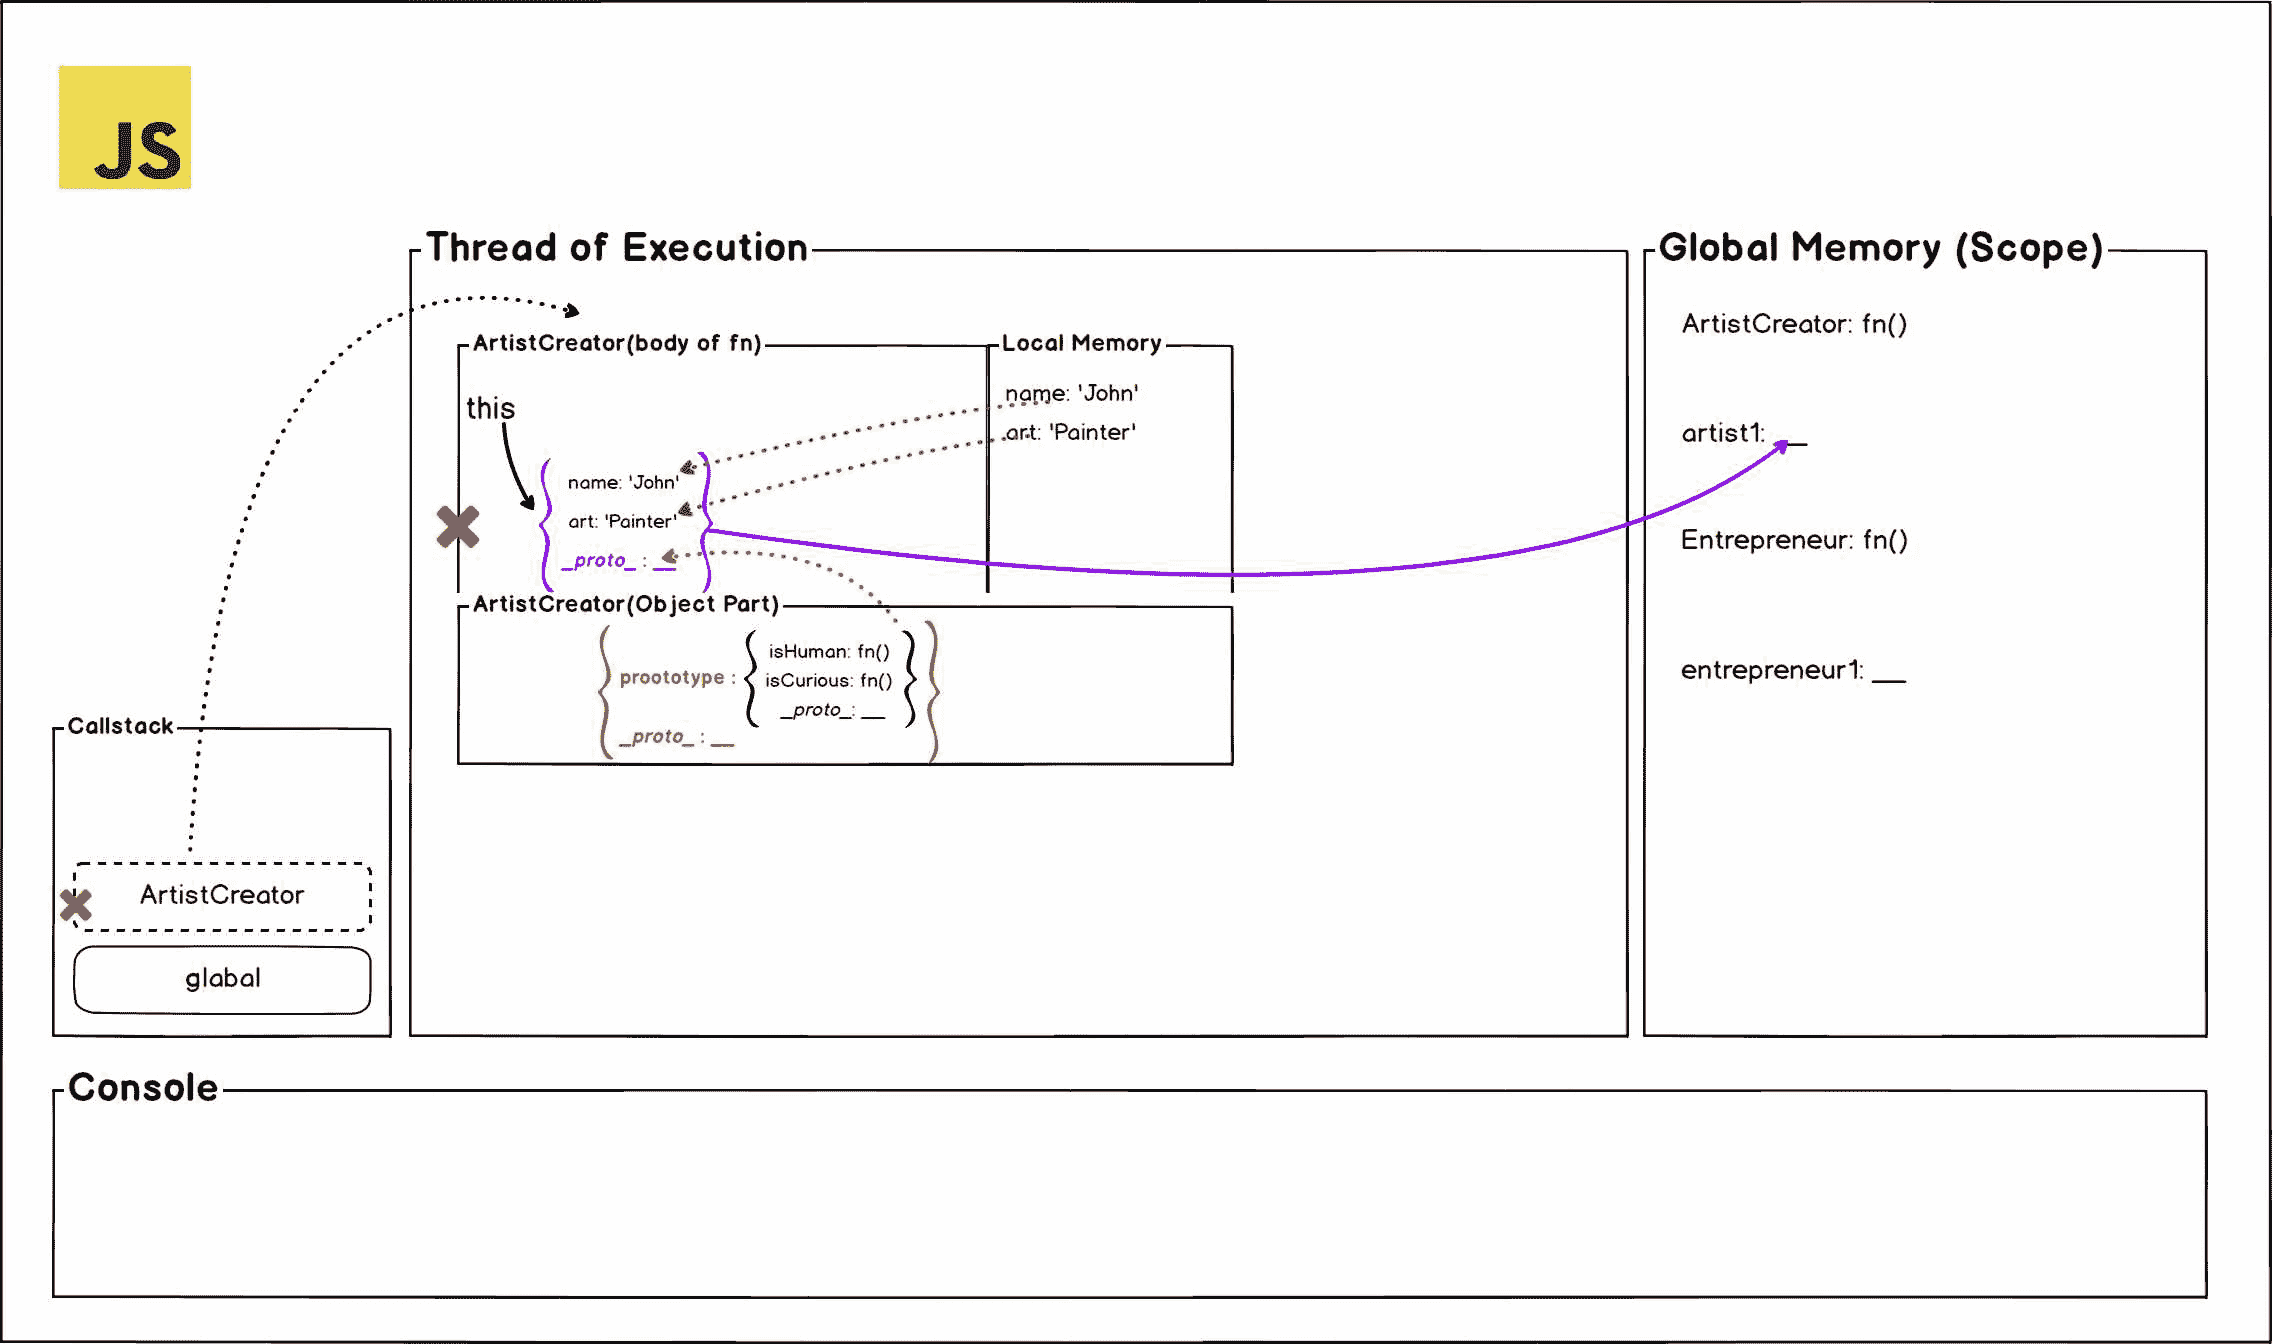 JS
Thread of Execution
Global Memory (Scope)
ArtistCreator: fn()
ArtistCreator(body of fn)
Local Memory
this
name: 'John'
art: 'Painter'
name: 'John'
art: 'Painter'
_proto_ : __
artist1: __
Entrepreneur: fn()
ArtistCreator(Object Part)
isHuman: fn()
prootype :
isCurious: fn()
_proto_: __
_proto_ : __
entrepreneur1: __
Callstack
ArtistCreator
glabal
Console